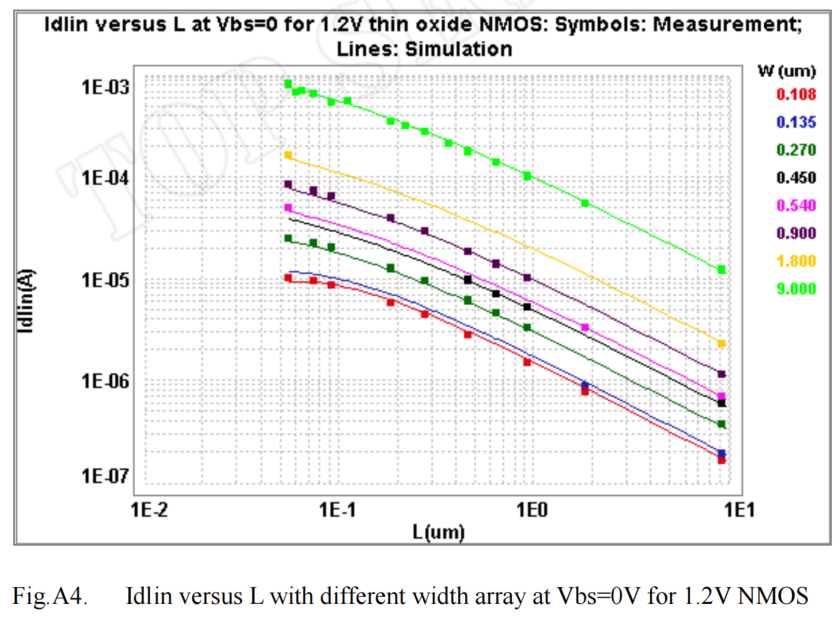 Idlin versus L at Vbs=0 for 1.2V thin oxide NMOS: Symbols: Measurement;
Lines: Simulation
W (um)
0.108
0.135
0.270
0.450
0.540
0.900
1.800
9.000
1E-03
1E-04
1E-05
1E-06
1E-07
Idlin(A)
1E-2
1E-1
1E0
1E1
L(um)
TOP
Fig.A4. Idlin versus L with different width array at Vbs=0V for 1.2V NMOS